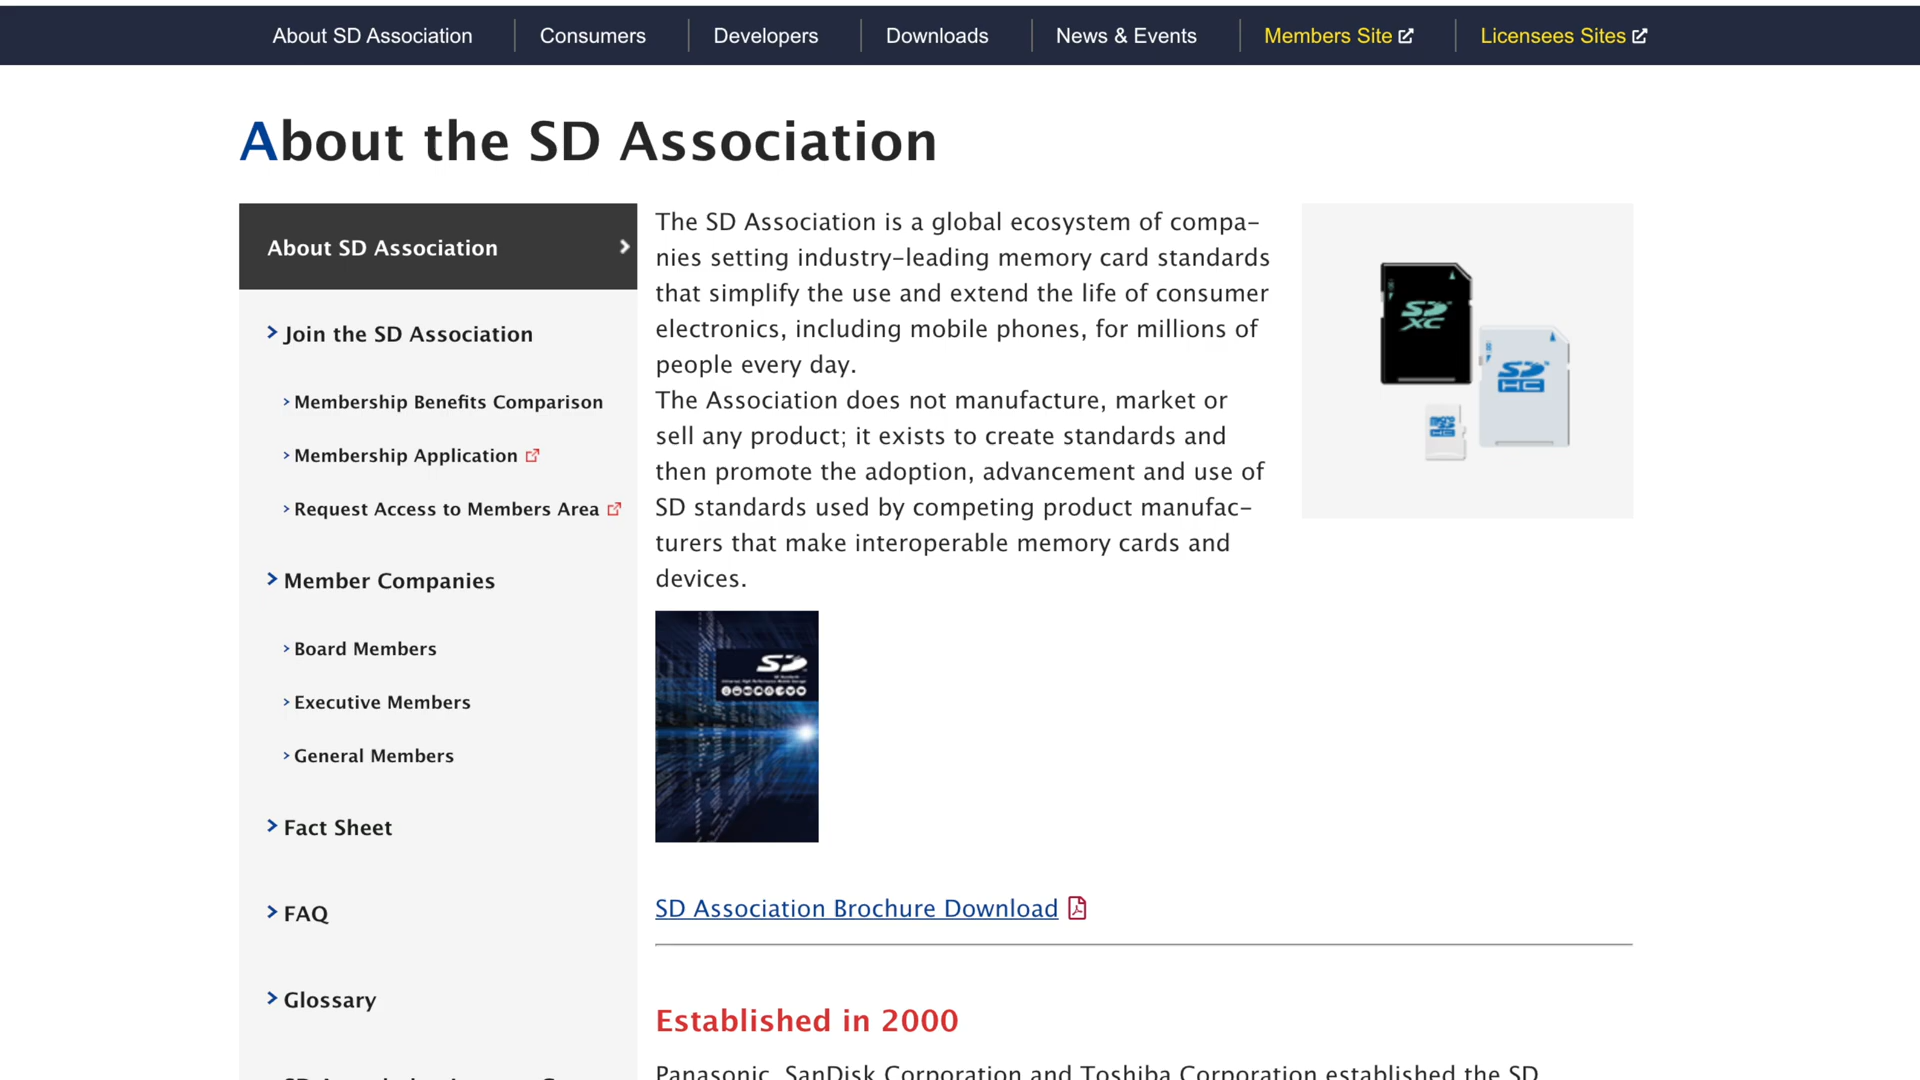 About SD Association
Consumers
Developers
Downloads
News & Events
Members Site
Licensees Sites
About the SD Association
About SD Association
Join the SD Association
Membership Benefits Comparison
Membership Application
Request Access to Members Area
Member Companies
Board Members
Executive Members
General Members
Fact Sheet
FAQ
Glossary
The SD Association is a global ecosystem of compa-
nies setting industry-leading memory card standards
that simplify the use and extend the life of consumer
electronics, including mobile phones, for millions of
people every day.
The Association does not manufacture, market or
sell any product; it exists to create standards and
then promote the adoption, advancement and use of
SD standards used by competing product manufac-
turers that make interoperable memory cards and
devices.
SD
XC
SD
HC
SD
SD Association Brochure Download
Established in 2000
Panasonic, SanDisk Corporation and Toshiba Corporation established the SD